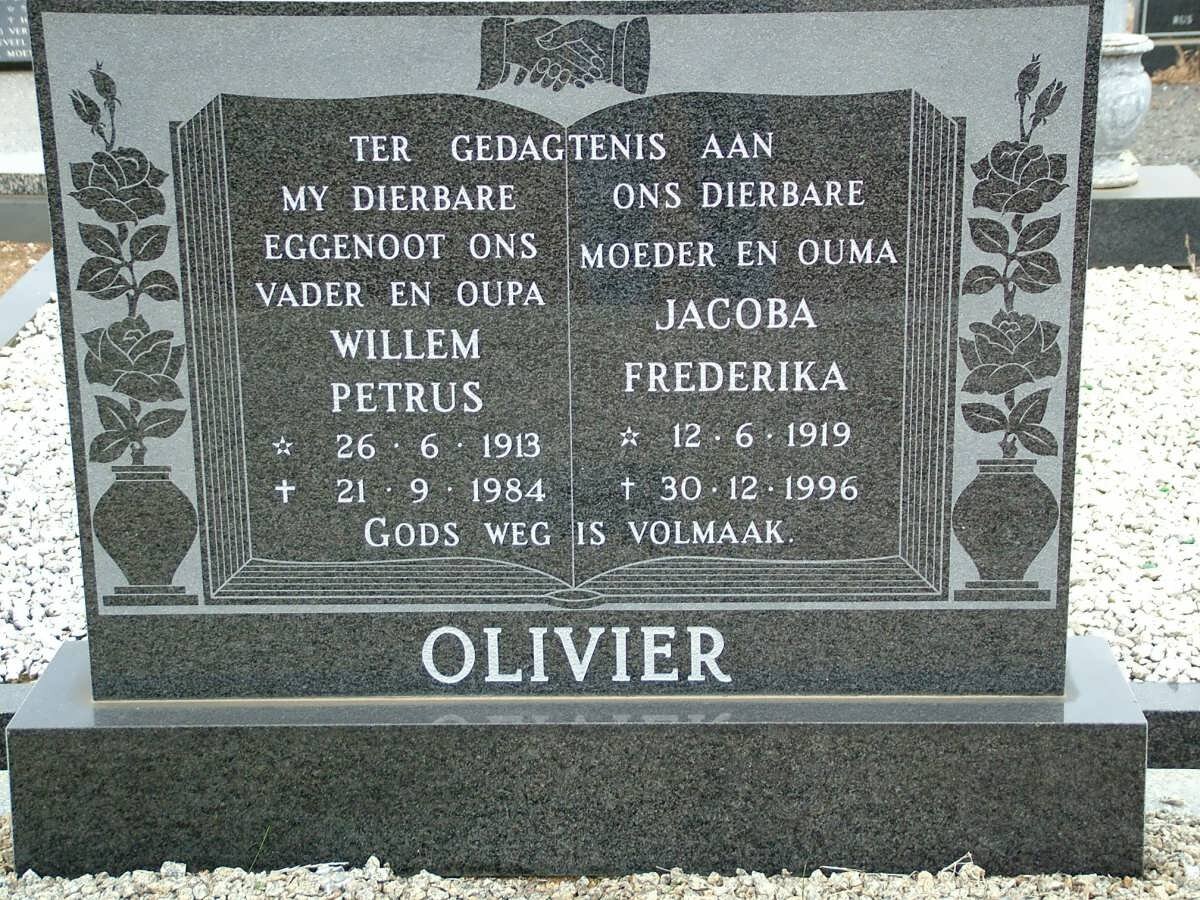 TER GEDAGTENIS AAN
MY DIERBARE
EGGENOOT ONS
VADER EN OUPA
WILLEM
PETRUS
☆ 26 · 6 · 1913
✝ 21 · 9 · 1984
ONS DIERBARE
MOEDER EN OUMA
JACOBA
FREDERIKA
☆ 12 · 6 · 1919
✝ 30 · 12 · 1996
GODS WEG IS VOLMAAK.
OLIVIER
RUS